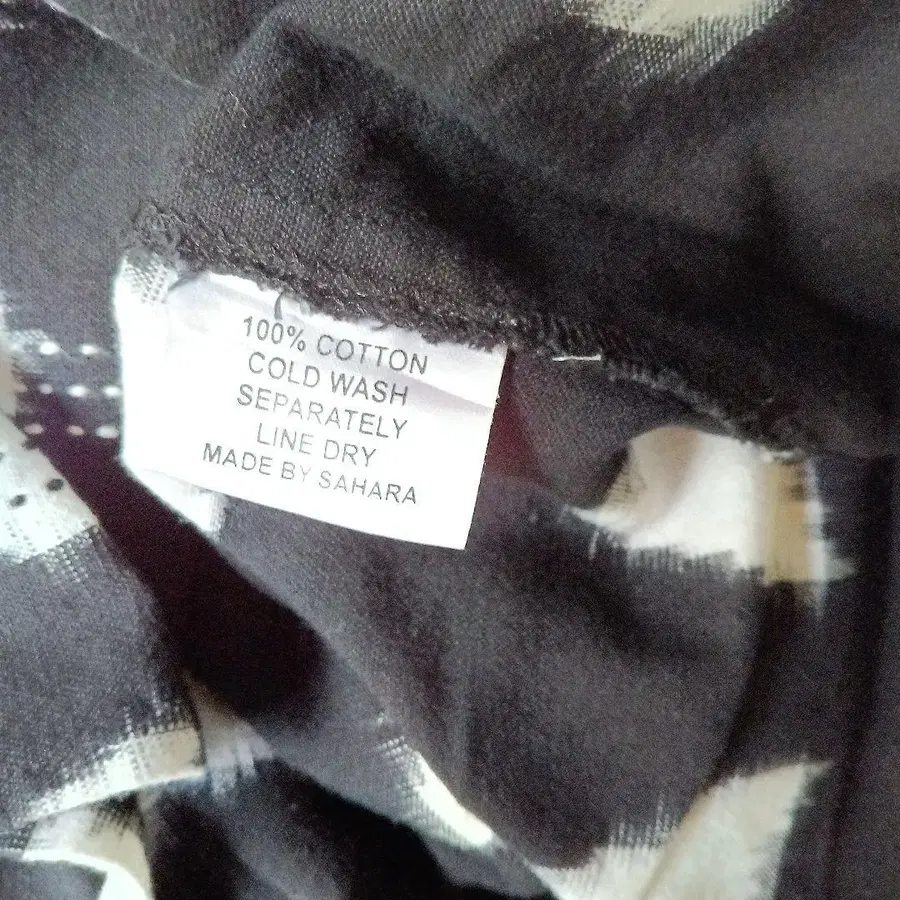 100% COTTON
COLD WASH
SEPARATELY
LINE DRY
MADE BY SAHARA